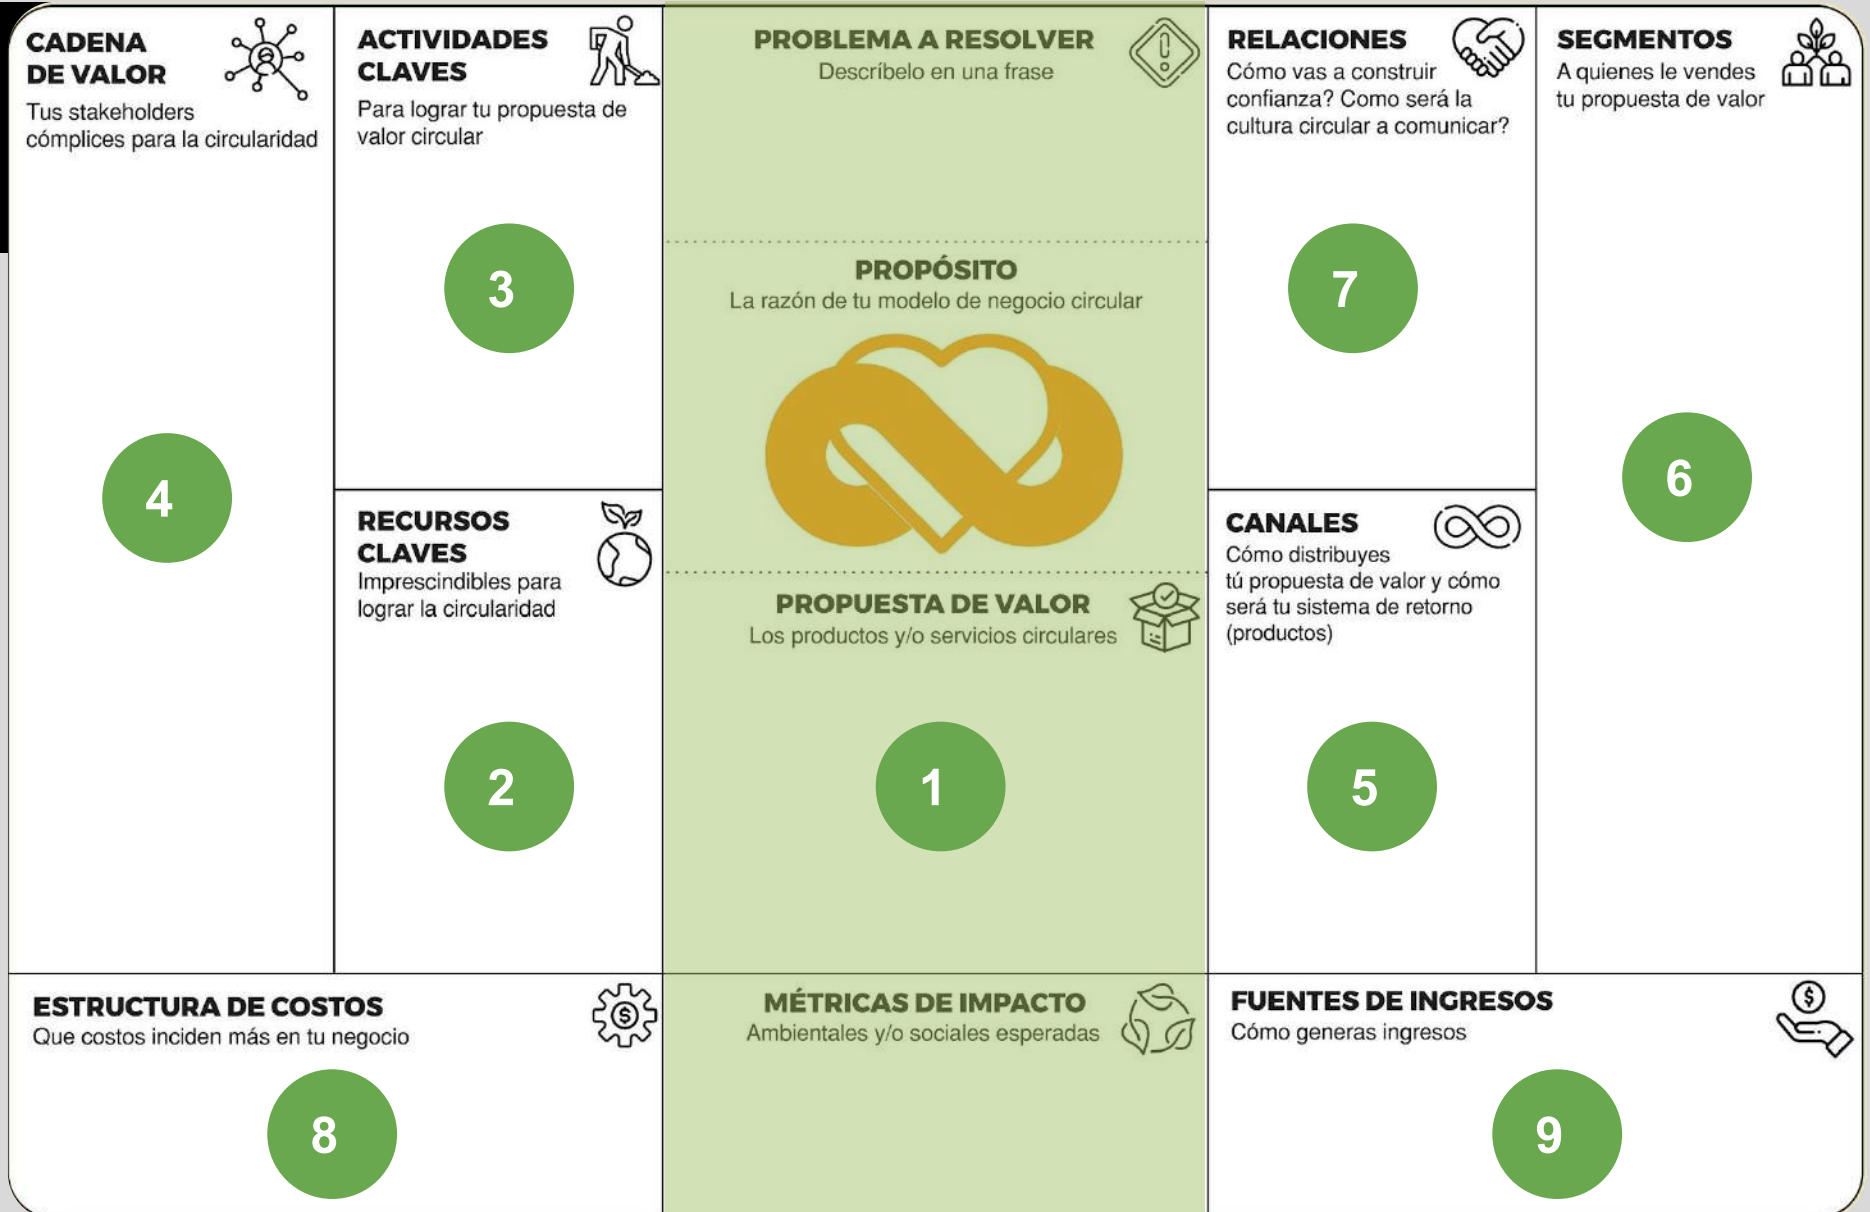 CADENA
DE VALOR
Tus stakeholders
cómplices para la circularidad
4
ACTIVIDADES
CLAVES
Para lograr tu propuesta de
valor circular
3
RECURSOS
CLAVES
Imprescindibles para
lograr la circularidad
2
PROBLEMA A RESOLVER
Descríbelo en una frase
PROPÓSITO
La razón de tu modelo de negocio circular
PROPUESTA DE VALOR
Los productos y/o servicios circulares
1
RELACIONES
Cómo vas a construir
confianza? Como será la
cultura circular a comunicar?
7
CANALES
Cómo distribuyes
tú propuesta de valor y cómo
será tu sistema de retorno
(productos)
5
SEGMENTOS
A quienes le vendes
tu propuesta de valor
6
ESTRUCTURA DE COSTOS
Que costos inciden más en tu negocio
$
8
MÉTRICAS DE IMPACTO
Ambientales y/o sociales esperadas
FUENTES DE INGRESOS
Cómo generas ingresos
$
9